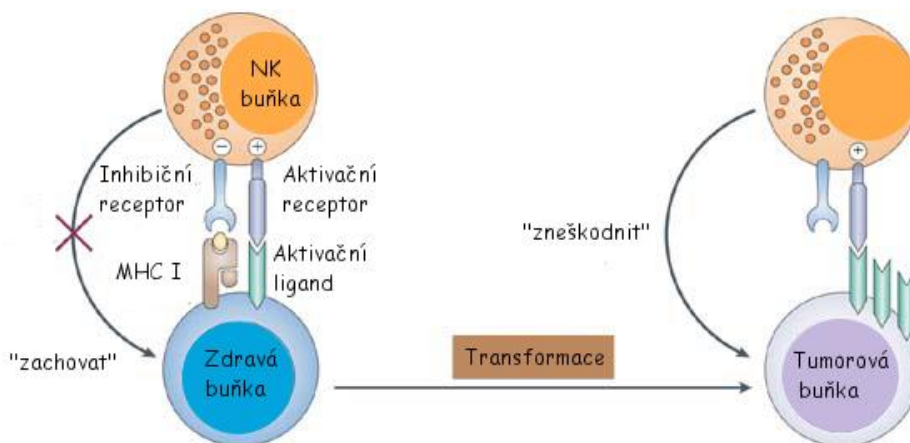 NK
buňka
−
+
Inhibiční
receptor
Aktivační
receptor
MHC I
Aktivační
ligand
"zachovat"
Zdravá
buňka
Transformace
+
"zneškodnit"
Tumorová
buňka